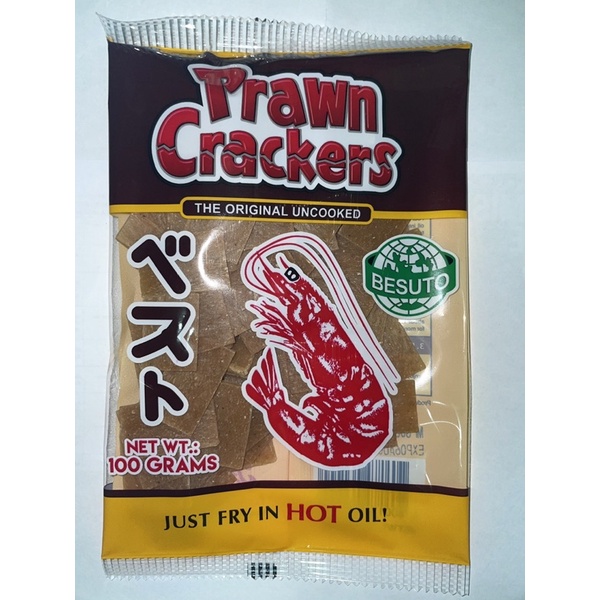 Prawn
Crackers
THE ORIGINAL UNCOOKED
BESUTO
ベスト
NET WT.:
100 GRAMS
JUST FRY IN HOT OIL!